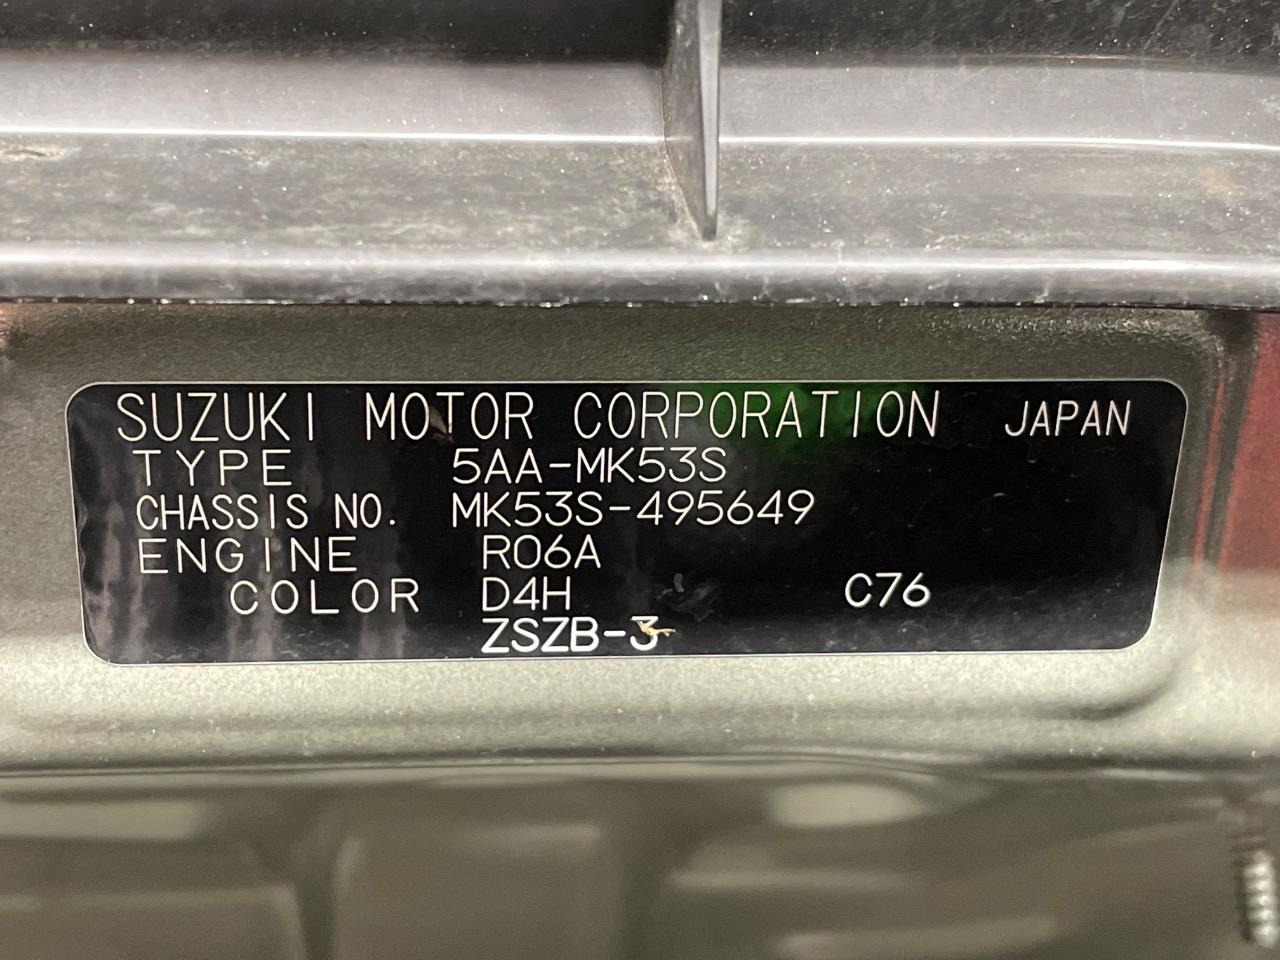 SUZUKI MOTOR CORPORATION JAPAN
TYPE 5AA-MK53S
CHASSIS NO. MK53S-495649
ENGINE R06A
COLOR D4H C76
ZSZB-3